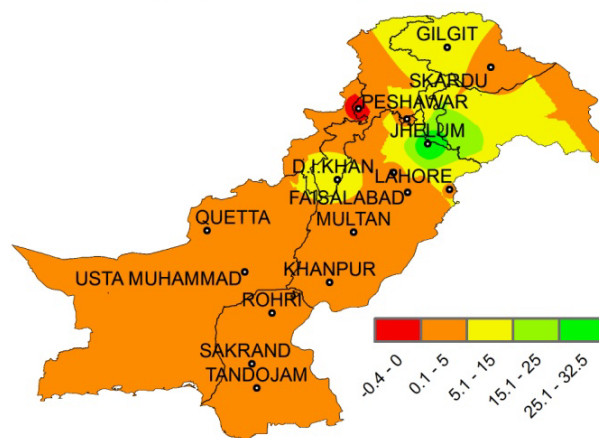 GILGIT
SKARDU
PESHAWAR
JHELUM
D.I.KHAN
LAHORE
FAISALABAD
QUETTA
MULTAN
USTA MUHAMMAD
KHANPUR
ROHRI
SAKRAND
TANDOJAM
-0.4 - 0
0.1 - 5
5.1 - 15
15.1 - 25
25.1 - 32.5